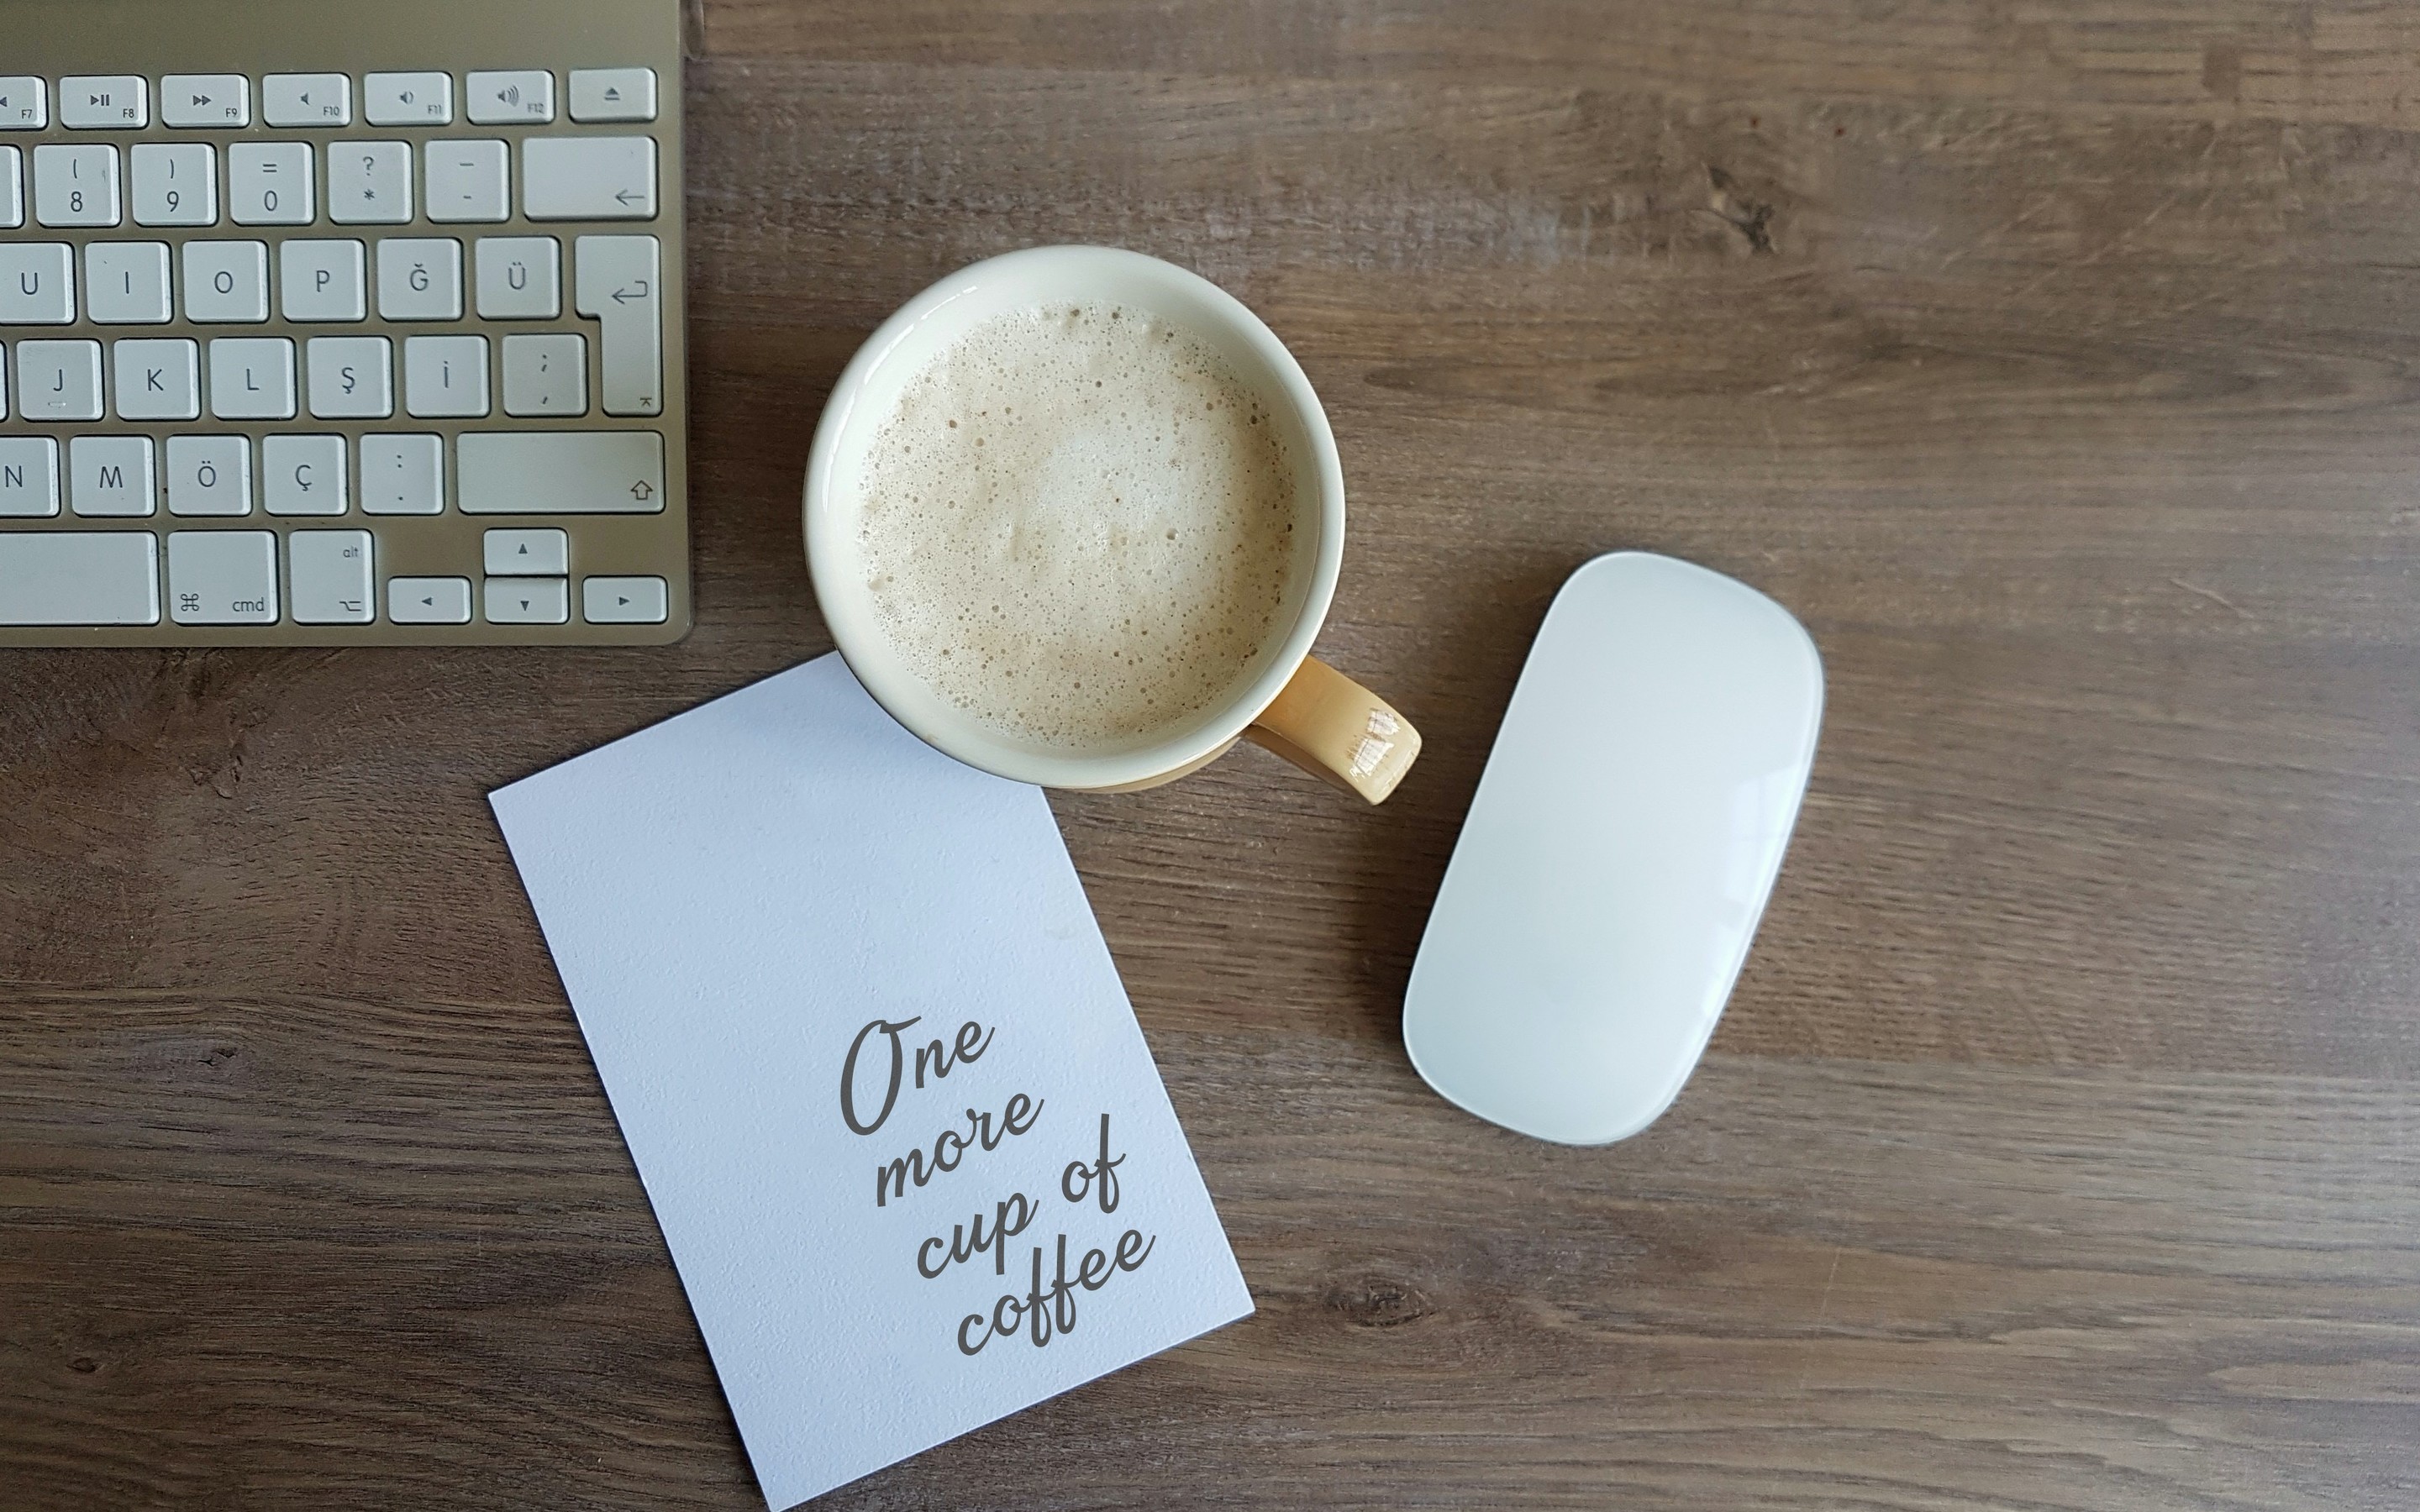 F7 F8 F9 F10 F11 F12
( ) = ? _
8 9 0 * -
U I O P Ğ Ü
J K L Ş İ ; ,
N M Ö Ç : .
alt
cmd
One
more
cup of
coffee